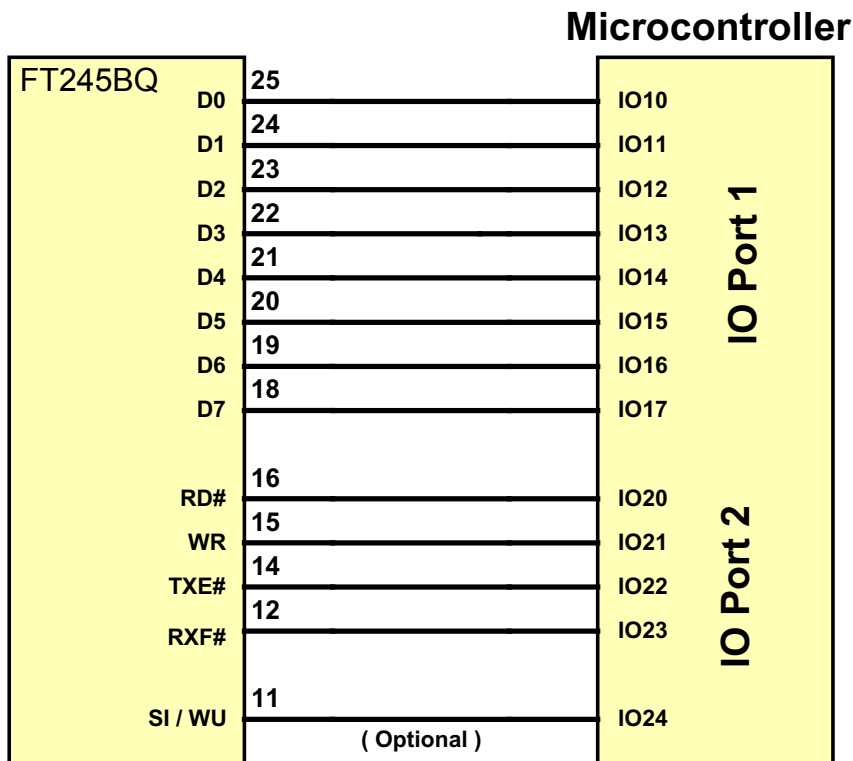 Microcontroller
FT245BQ
D0 25 IO10
D1 24 IO11
D2 23 IO12
D3 22 IO13
D4 21 IO14
D5 20 IO15
D6 19 IO16
D7 18 IO17
IO Port 1
RD# 16 IO20
WR 15 IO21
TXE# 14 IO22
RXF# 12 IO23
IO Port 2
SI / WU 11 IO24
( Optional )